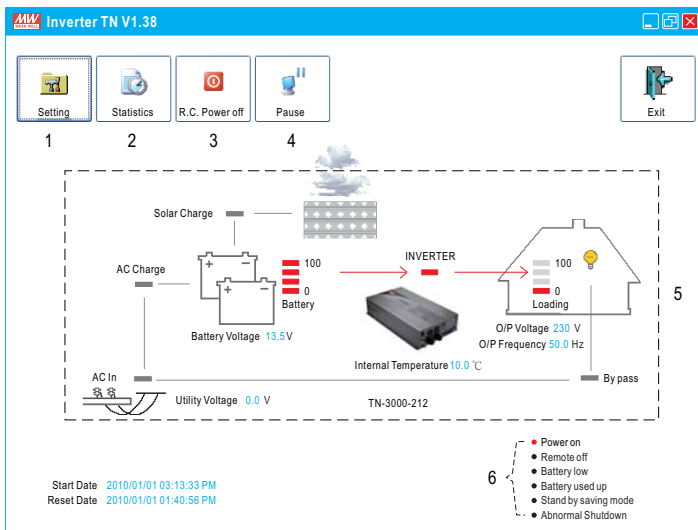 MW MEAN WELL Inverter TN V1.38
Setting Statistics R.C. Power off Pause Exit
1 2 3 4
Solar Charge
AC Charge
100
0
Battery
Battery Voltage 13.5V
INVERTER
Internal Temperature 10.0 ℃
100
0
Loading
O/P Voltage 230 V
O/P Frequency 50.0 Hz
5
AC In
Utility Voltage 0.0 V
TN-3000-212
By pass
6
Power on
Remote off
Battery low
Battery used up
Stand by saving mode
Abnormal Shutdown
Start Date 2010/01/01 03:13:33 PM
Reset Date 2010/01/01 01:40:56 PM